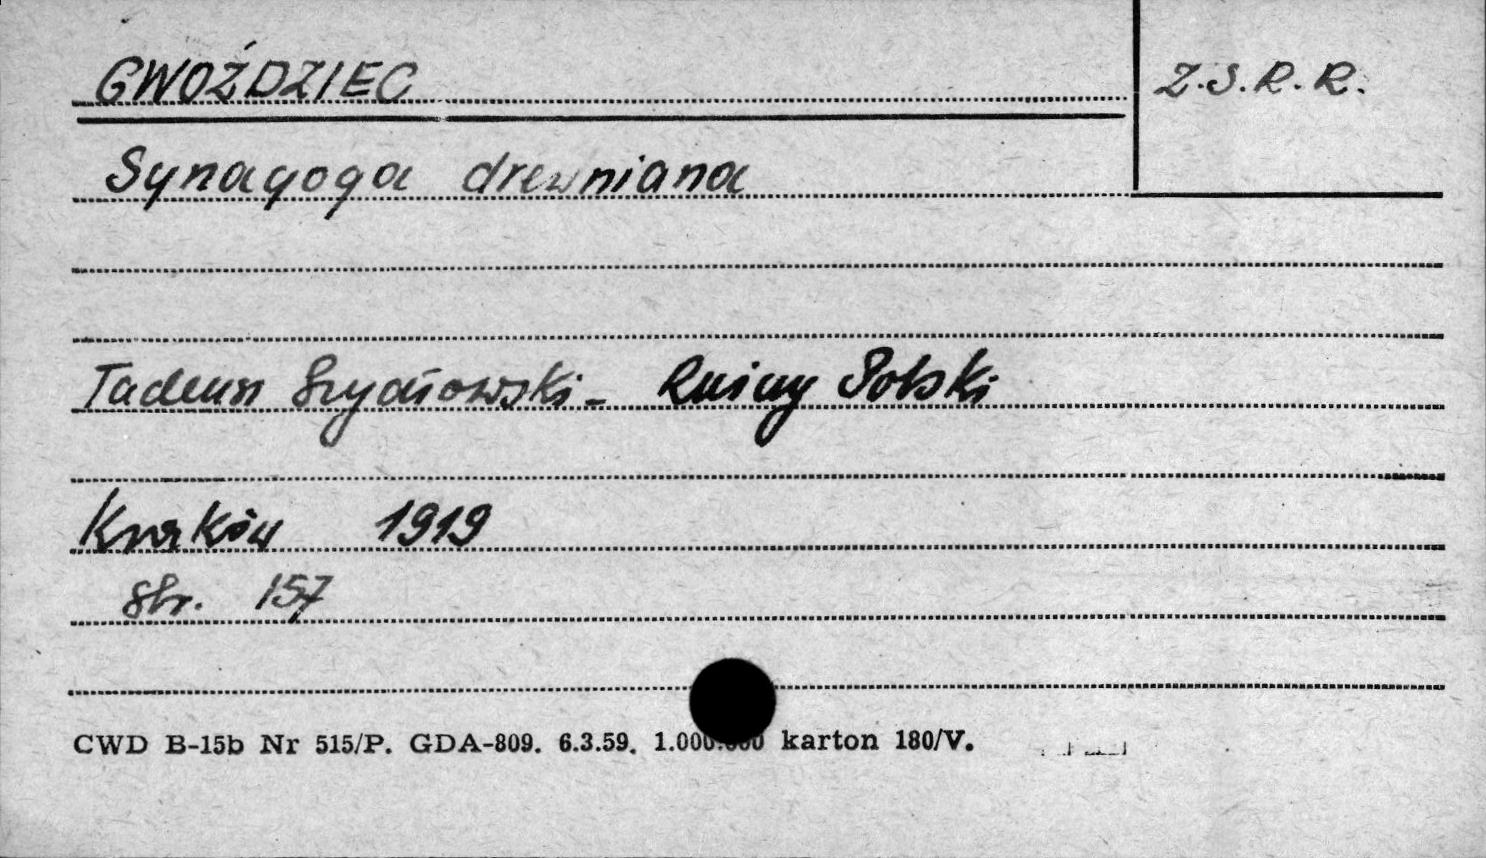 GWOŹDZIEC
Z.S.R.R.
Synagoga drewniana
Tadeusz Szydłowski - Ruiny Polski
Kraków 1919
str. 157
CWD B-15b Nr 515/P. GDA-809. 6.3.59. 1.000.000 karton 180/V.